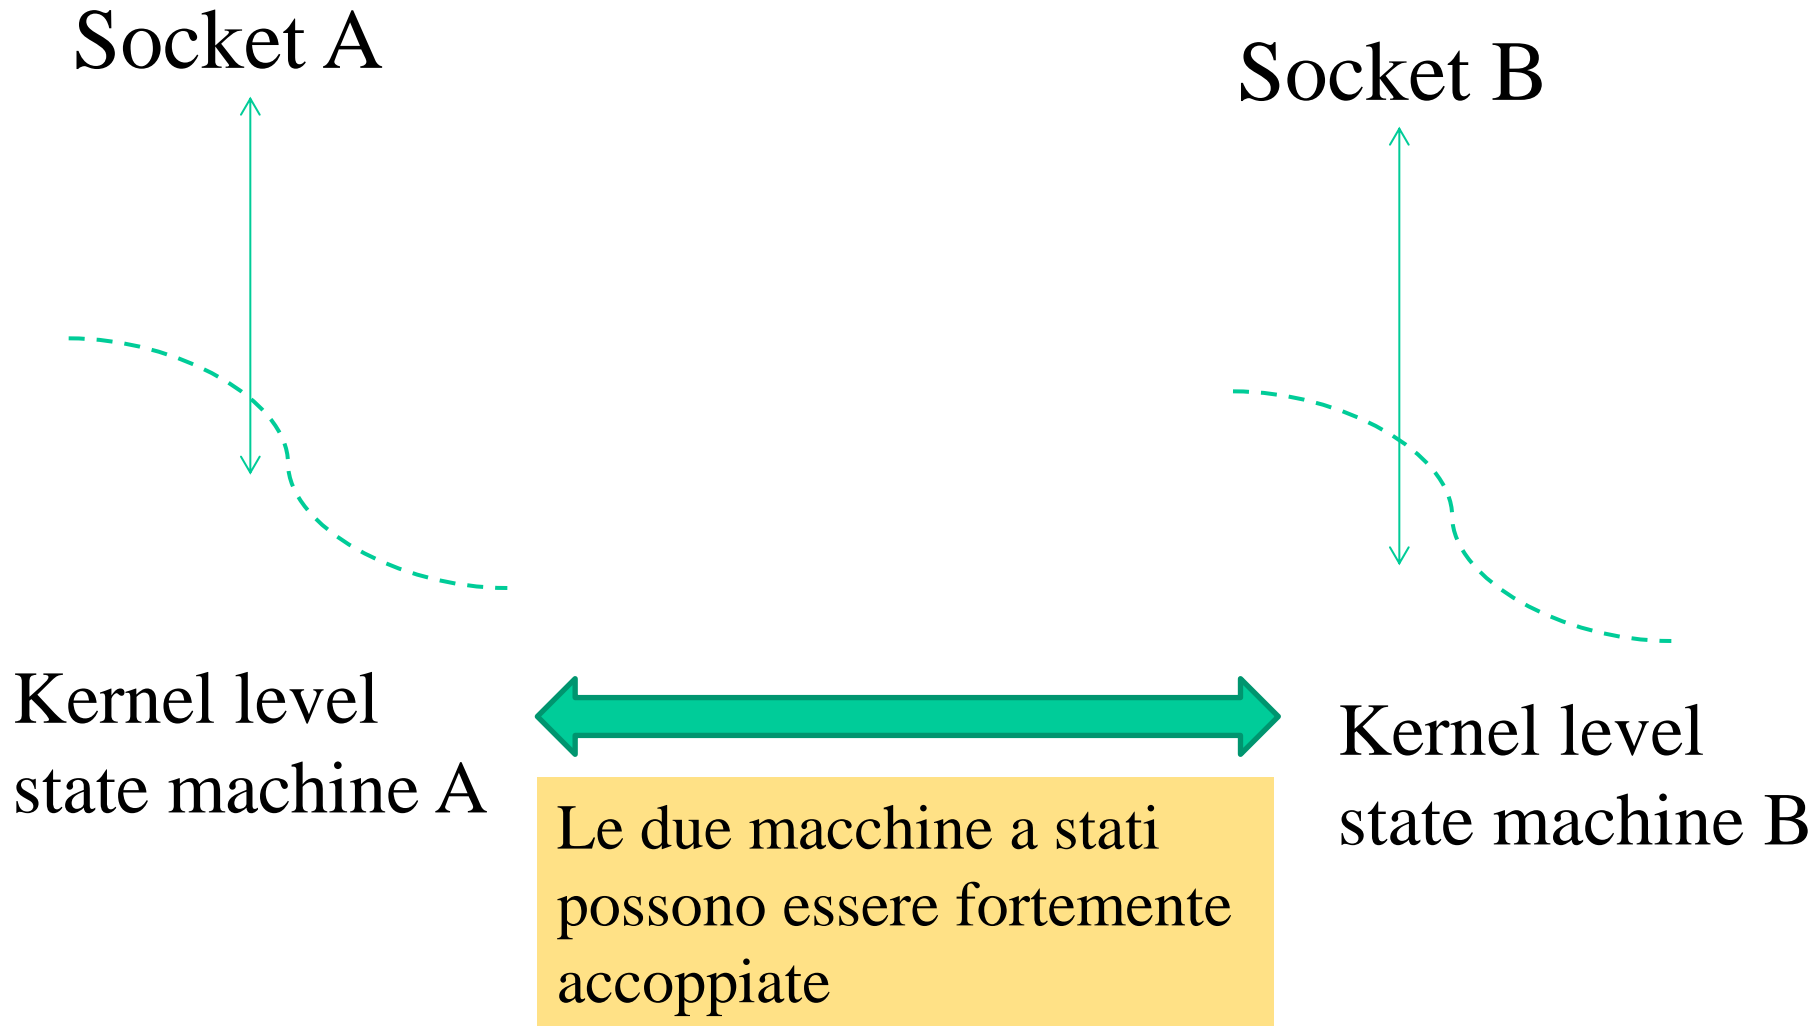 Socket A
Socket B
Kernel level
state machine A
Kernel level
state machine B
Le due macchine a stati
possono essere fortemente
accoppiate